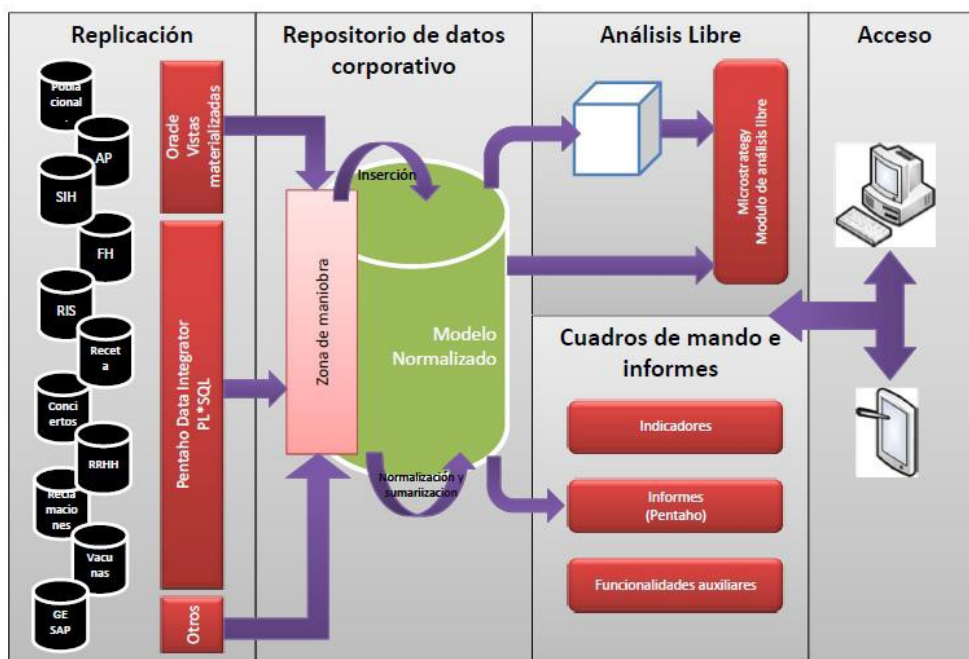 Replicación
Pobla
cional.
AP
SIH
FH
RIS
Recet
a
Conci
ertos
RRHH
Recla
macio
nes
Vacu
nas
GE
SAP
Oracle
Vistas
materializadas
Pentaho Data Integrator
PL*SQL
Otros
Repositorio de datos
corporativo
Inserción
Zona de maniobra
Modelo
Normalizado
Normalización y
sumariización
Análisis Libre
Microstrategy
Modulo de análisis libre
Cuadros de mando e
informes
Indicadores
Informes
(Pentaho)
Funcionalidades auxiliares
Acceso